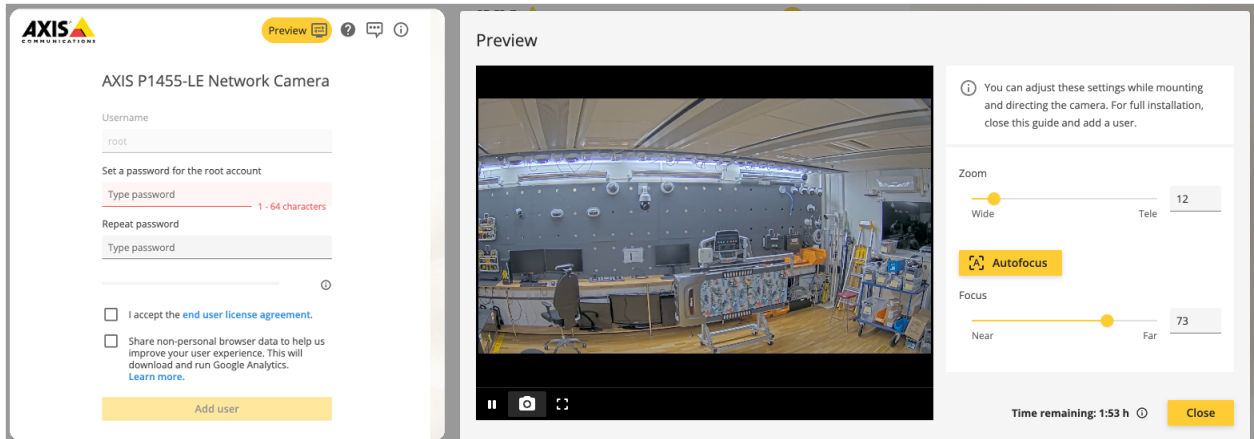 AXIS
COMMUNICATIONS
Preview
AXIS P1455-LE Network Camera
Username
root
Set a password for the root account
Type password
1 - 64 characters
Repeat password
Type password
I accept the end user license agreement.
Share non-personal browser data to help us
improve your user experience. This will
download and run Google Analytics.
Learn more.
Add user
Preview
You can adjust these settings while mounting
and directing the camera. For full installation,
close this guide and add a user.
Zoom
12
Wide Tele
[A] Autofocus
Focus
73
Near Far
Time remaining: 1:53 h
Close